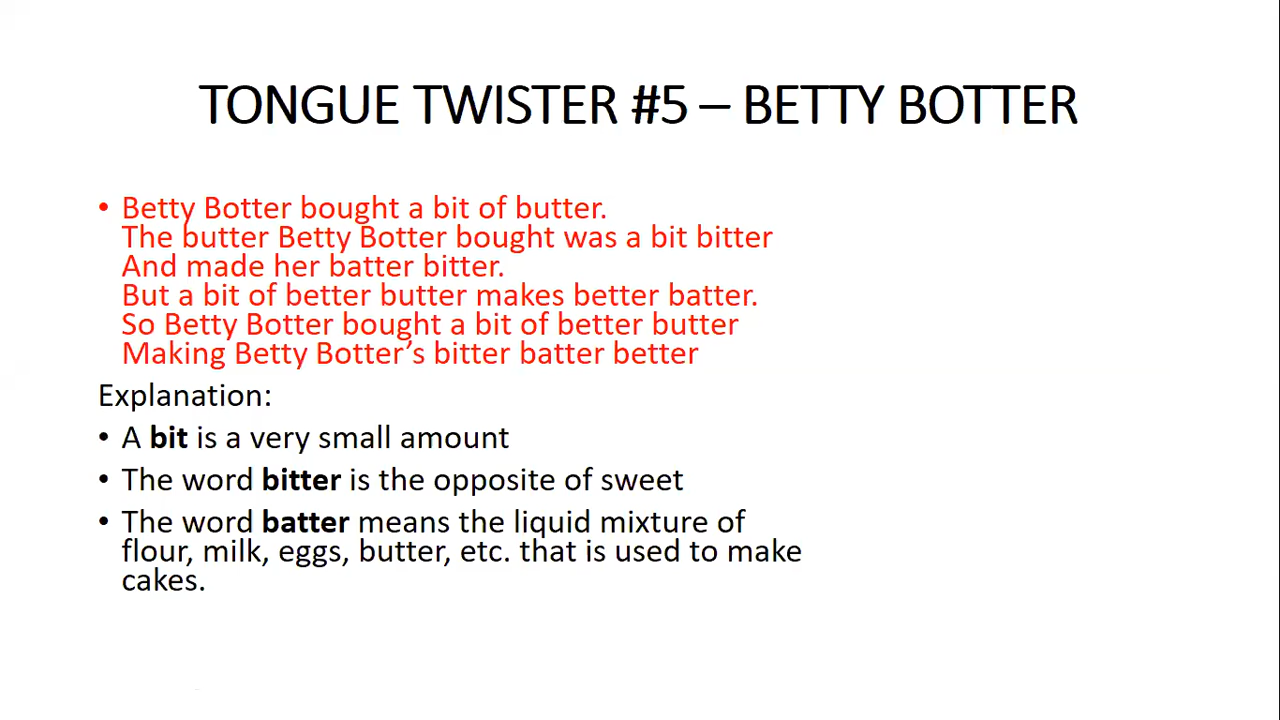 TONGUE TWISTER #5 – BETTY BOTTER
• Betty Botter bought a bit of butter.
The butter Betty Botter bought was a bit bitter
And made her batter bitter.
But a bit of better butter makes better batter.
So Betty Botter bought a bit of better butter
Making Betty Botter’s bitter batter better
Explanation:
• A bit is a very small amount
• The word bitter is the opposite of sweet
• The word batter means the liquid mixture of
flour, milk, eggs, butter, etc. that is used to make
cakes.